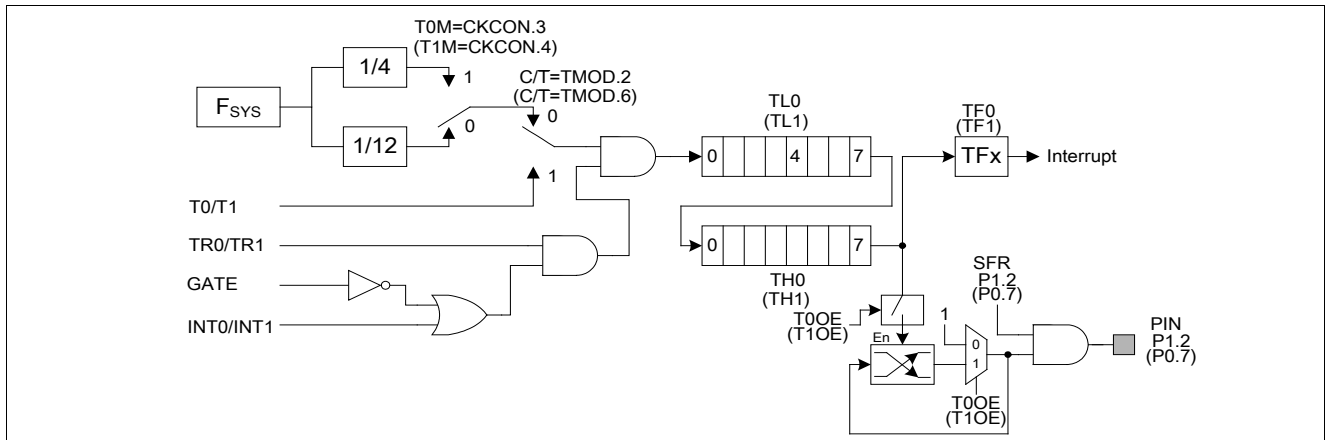 T0M=CKCON.3
(T1M=CKCON.4)
1/4
1
C/T=TMOD.2
(C/T=TMOD.6)
FSYS
0
0
1/12
TL0
(TL1)
TF0
(TF1)
0 4 7
TFx
Interrupt
1
T0/T1
TR0/TR1
0 7
GATE
TH0
(TH1)
SFR
P1.2
(P0.7)
INT0/INT1
T0OE
(T1OE)
1
PIN
P1.2
(P0.7)
En
0
1
T0OE
(T1OE)